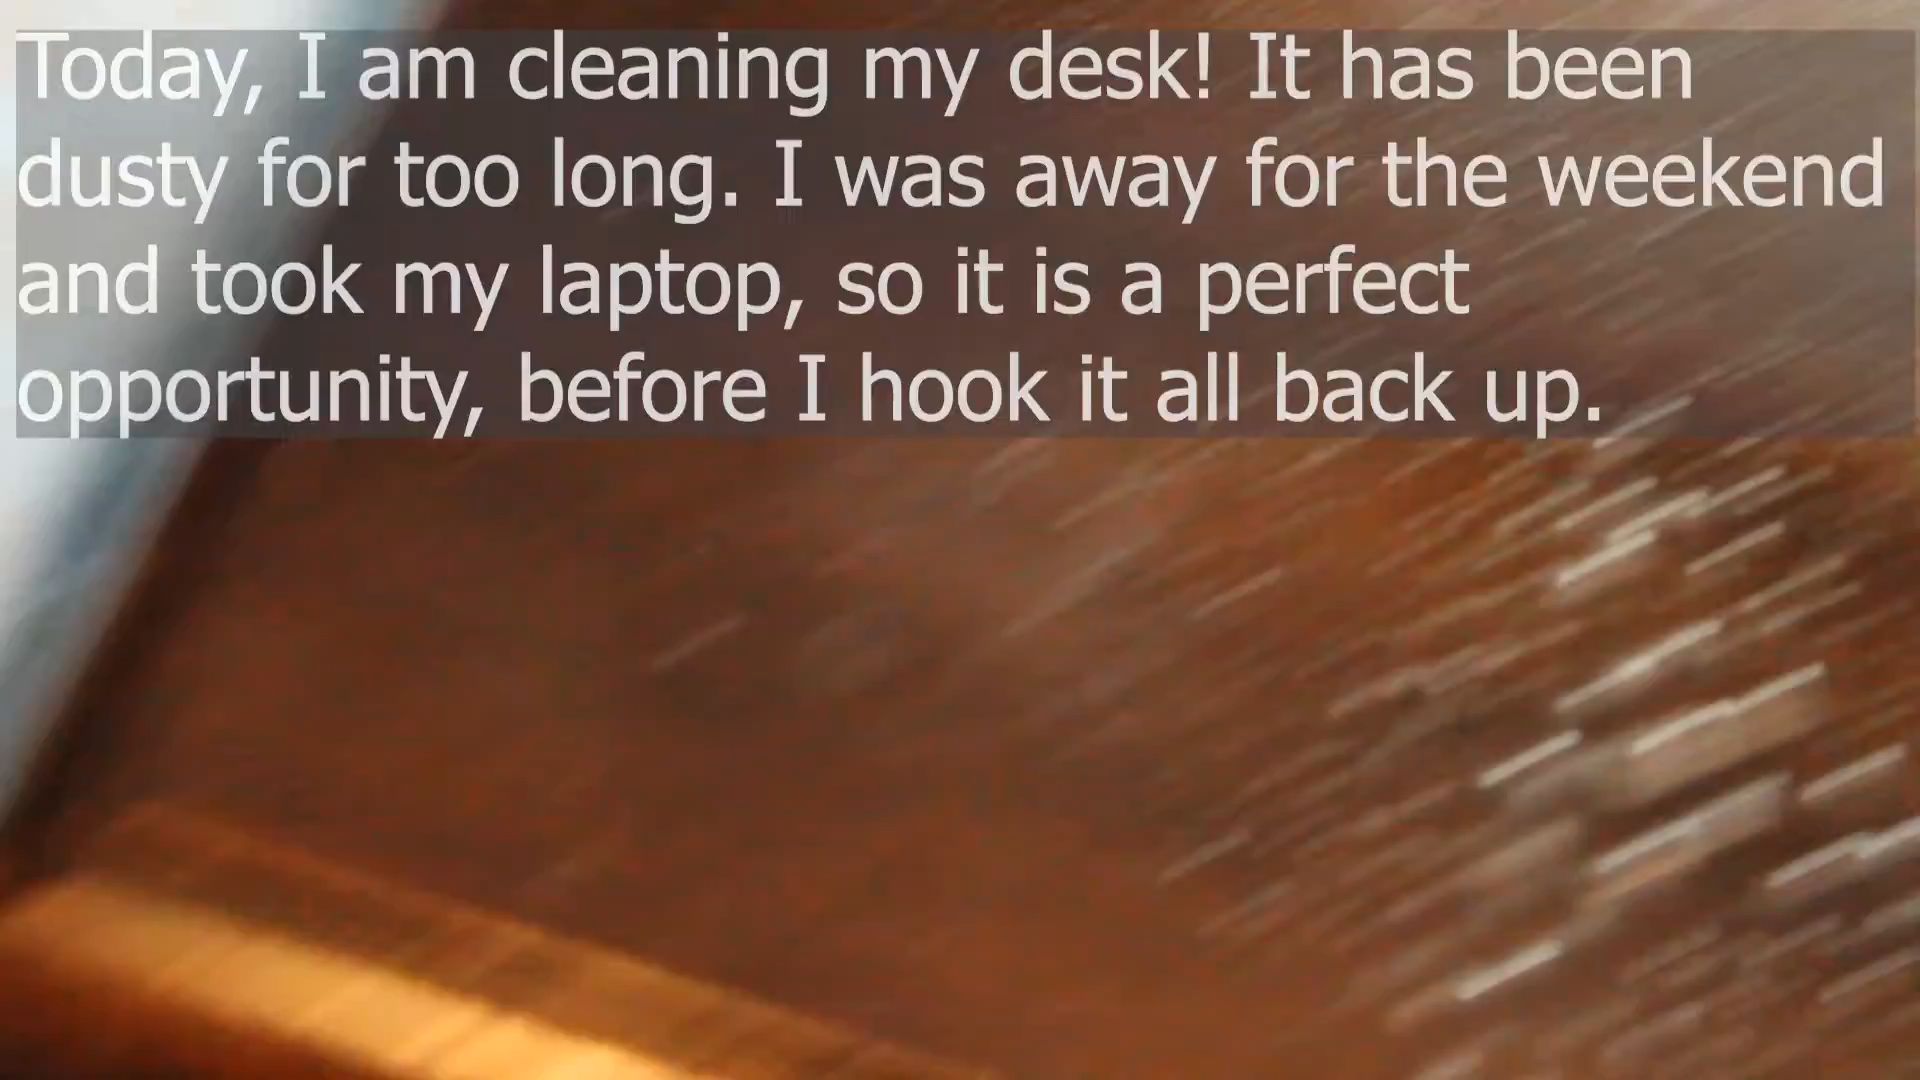 Today, I am cleaning my desk! It has been
dusty for too long. I was away for the weekend
and took my laptop, so it is a perfect
opportunity, before I hook it all back up.